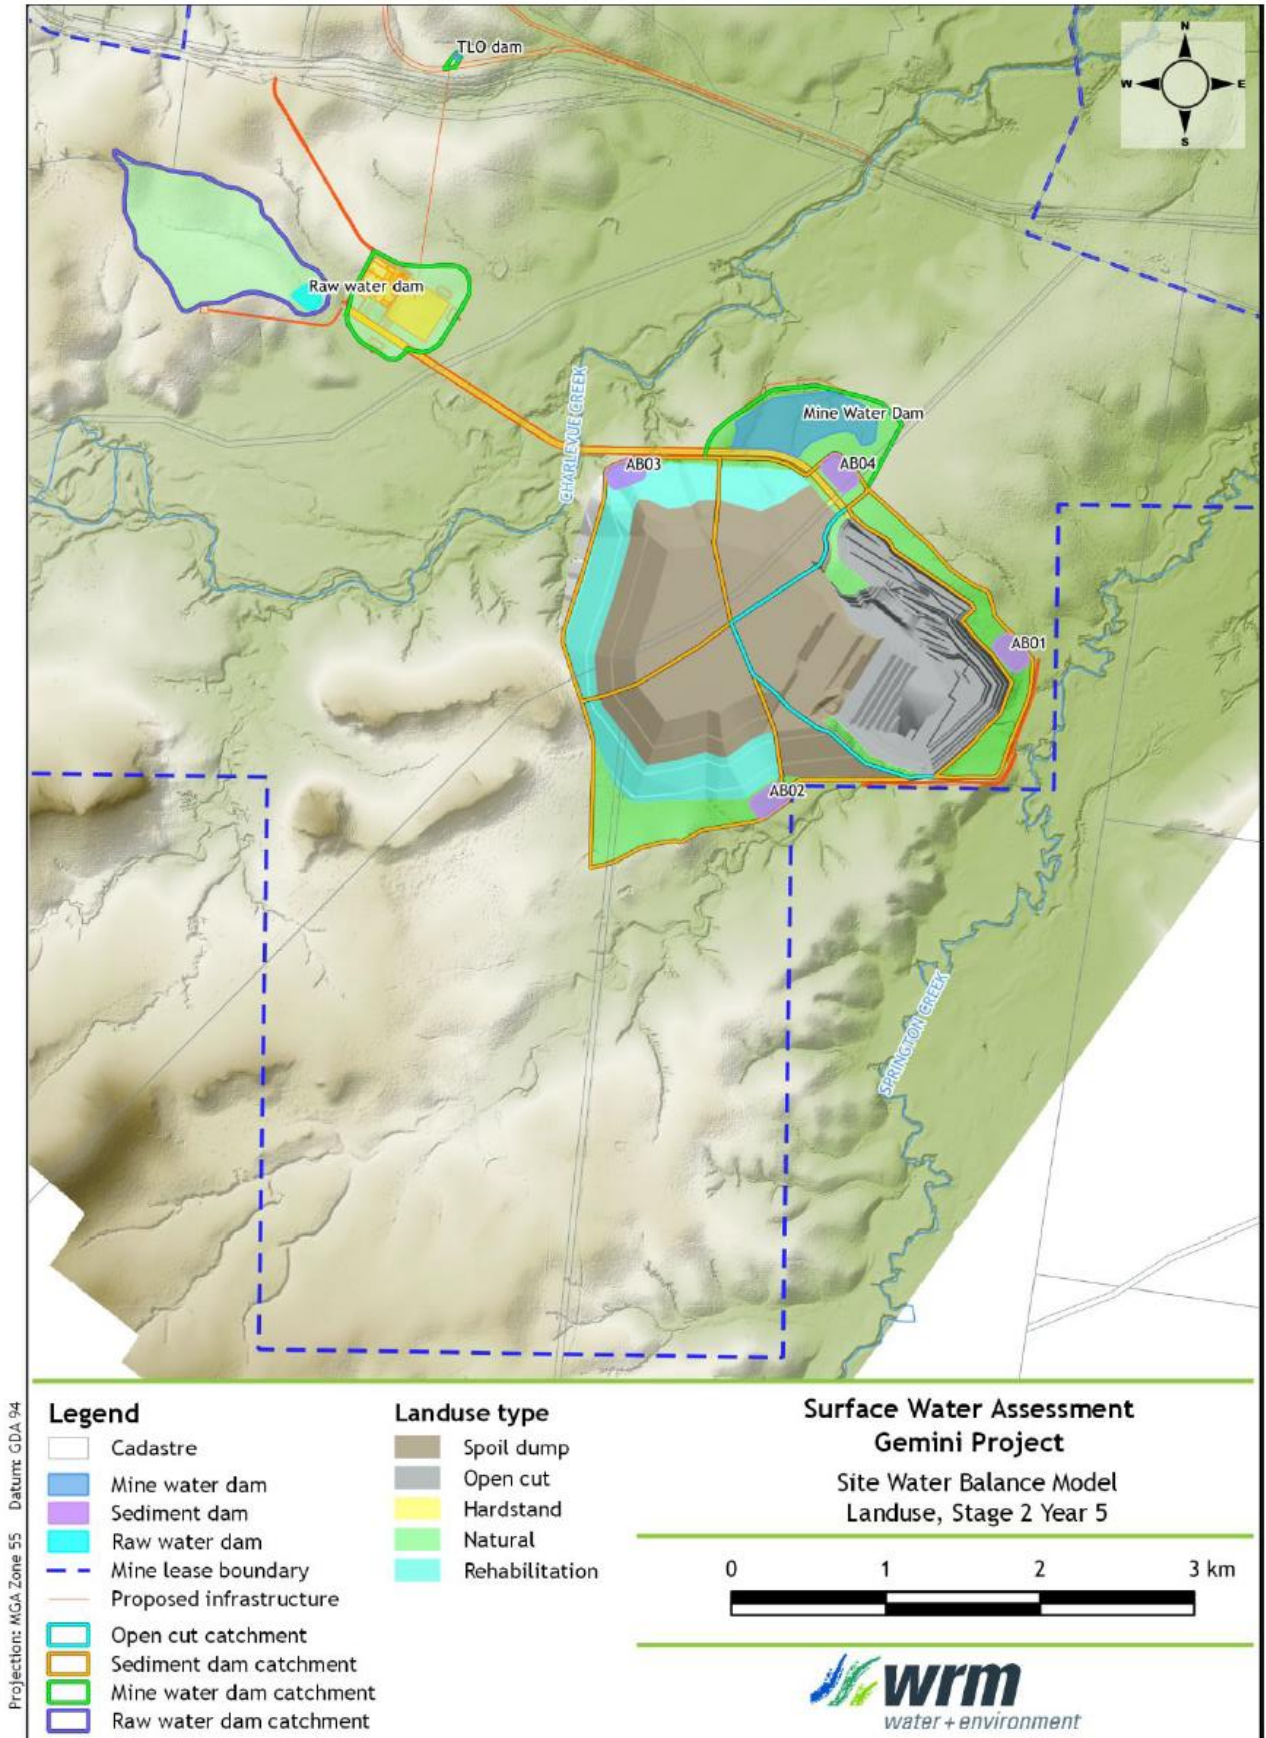 TLO dam
N
W
E
S
Raw water dam
CHARLEVUE CREEK
Mine Water Dam
AB03
AB04
AB01
AB02
SPRINGTON CREEK
Projection: MGA Zone 55 Datum: GDA 94
Legend
Cadastre
Mine water dam
Sediment dam
Raw water dam
Mine lease boundary
Proposed infrastructure
Open cut catchment
Sediment dam catchment
Mine water dam catchment
Raw water dam catchment
Landuse type
Spoil dump
Open cut
Hardstand
Natural
Rehabilitation
Surface Water Assessment
Gemini Project
Site Water Balance Model
Landuse, Stage 2 Year 5
0 1 2 3 km
wrm
water + environment